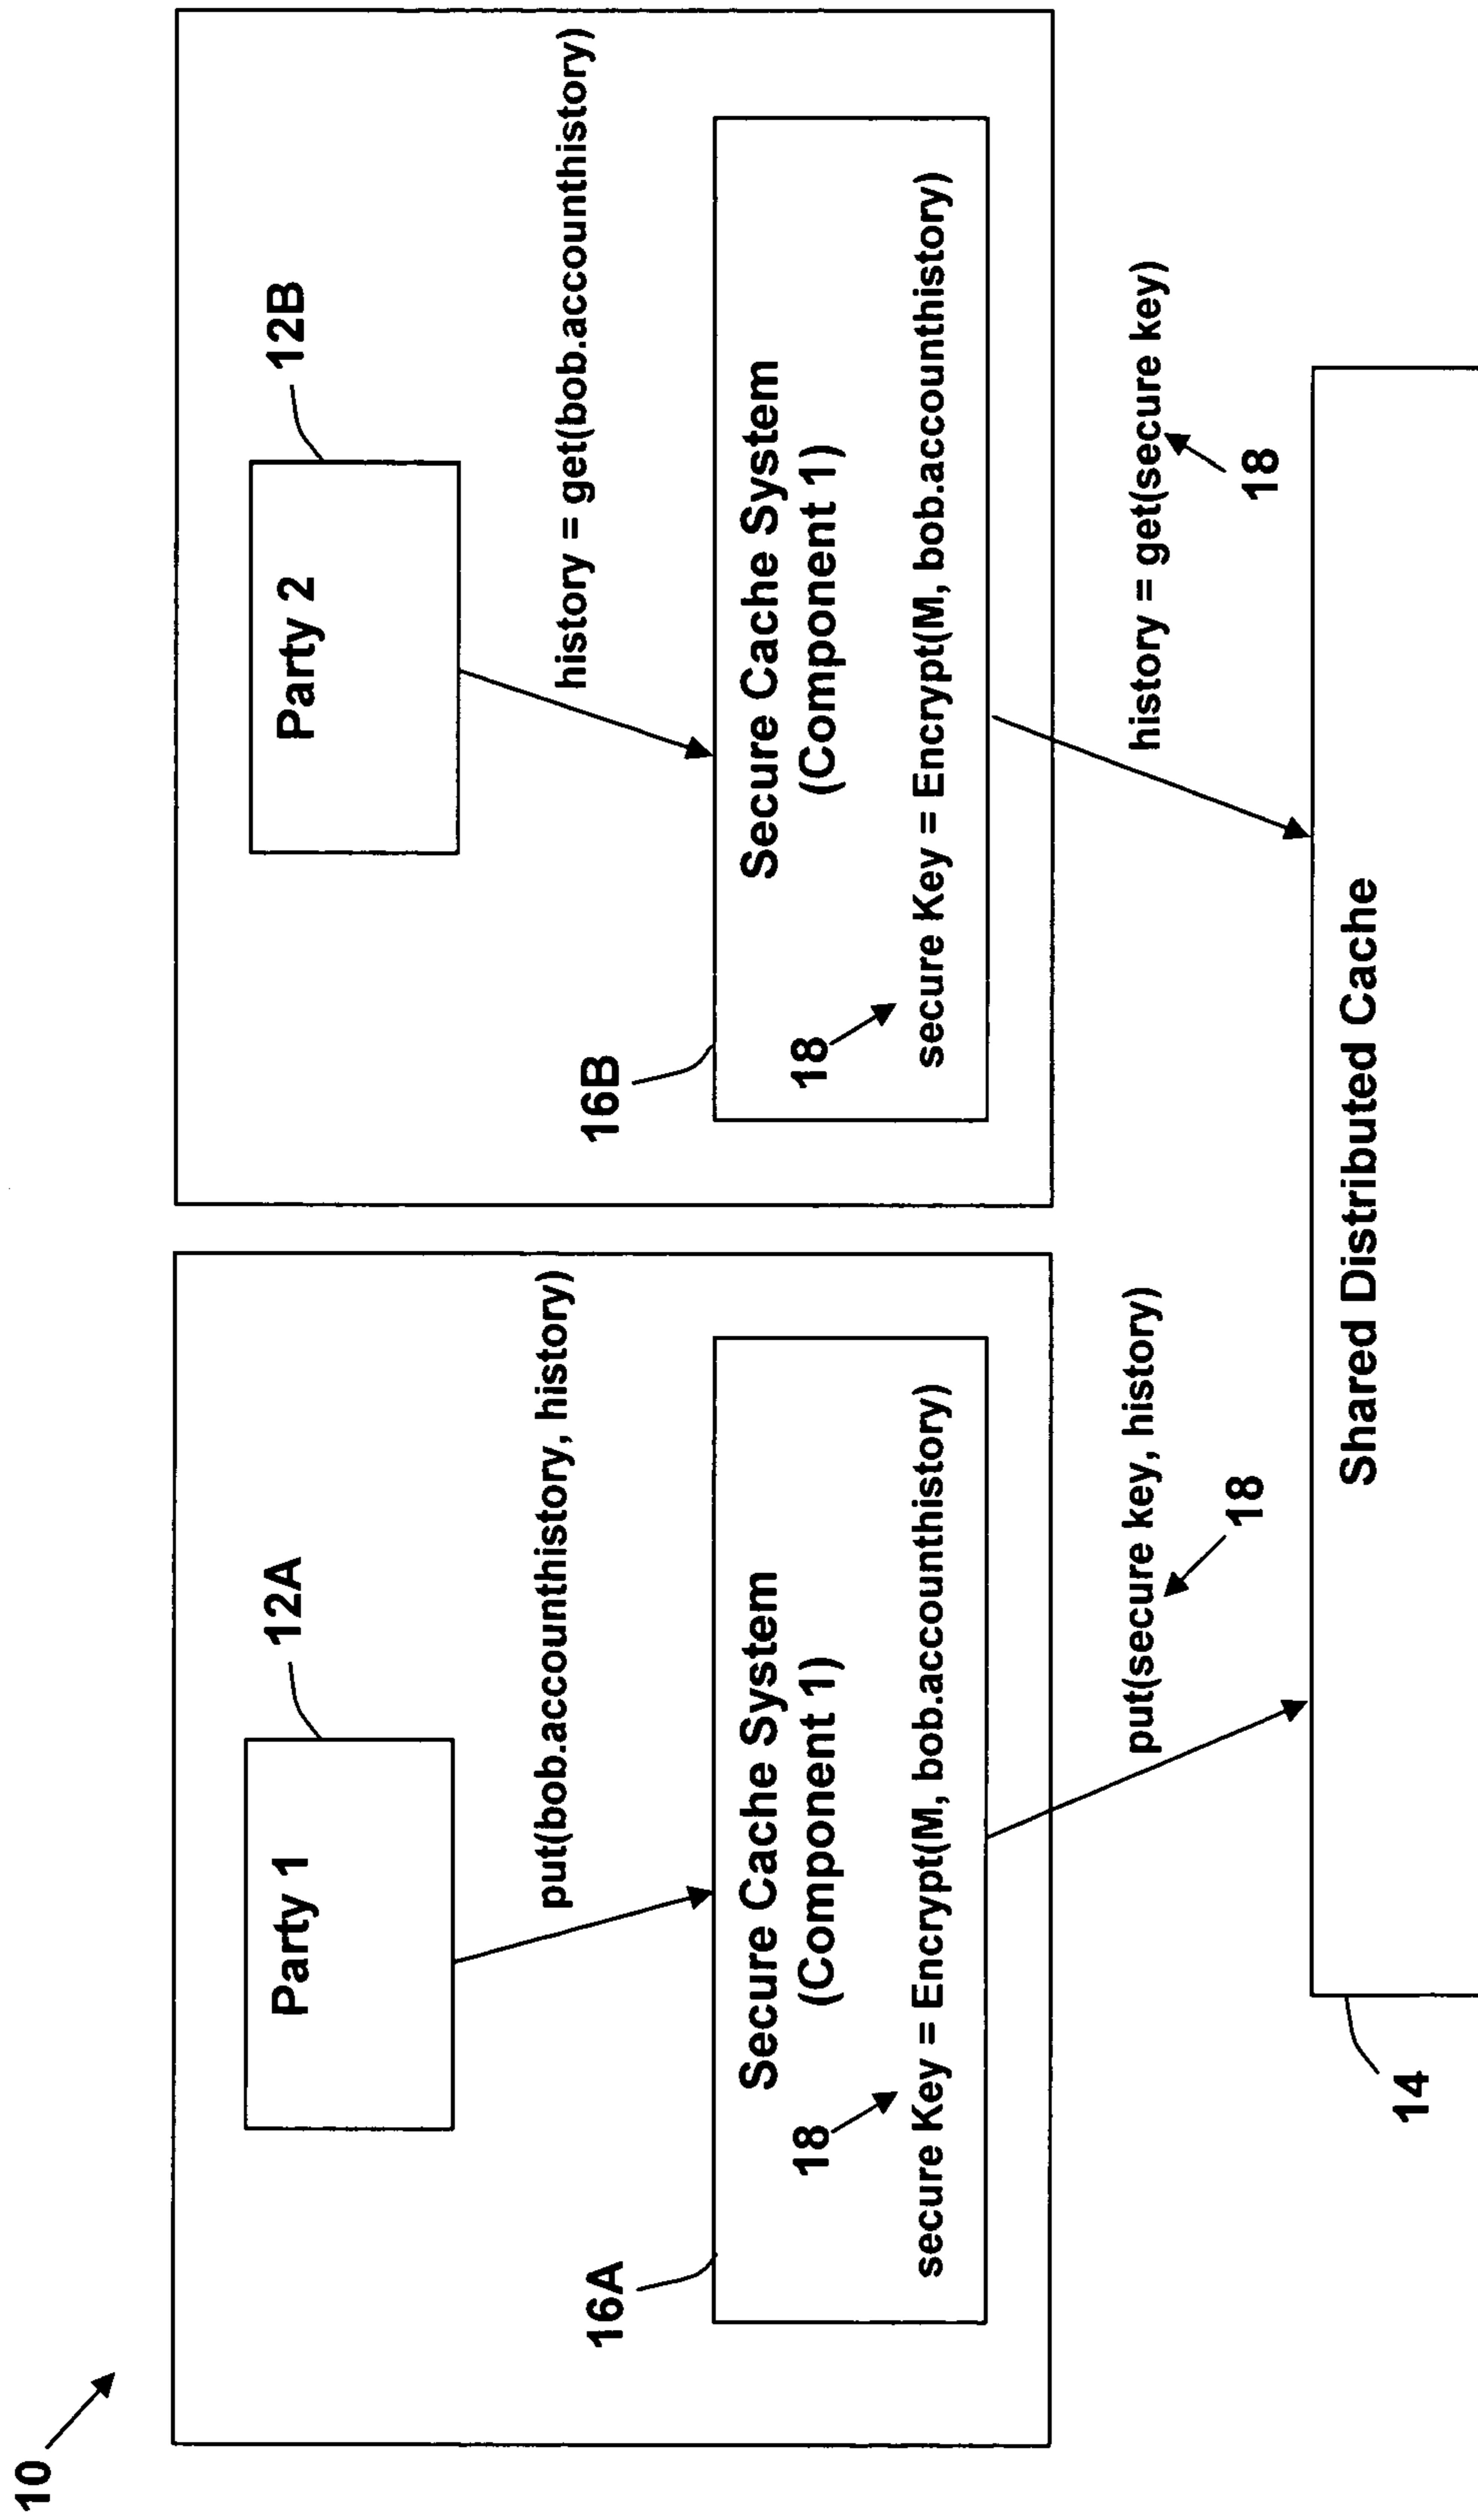 10
12A
Party 1
put(bob.accounthistory, history)
16A
Secure Cache System
(Component 1)
18
secure Key = Encrypt(M, bob.accounthistory)
put(secure key, history)
18
12B
Party 2
history = get(bob.accounthistory)
16B
Secure Cache System
(Component 1)
18
secure Key = Encrypt(M, bob.accounthistory)
history = get(secure key)
18
Shared Distributed Cache
14